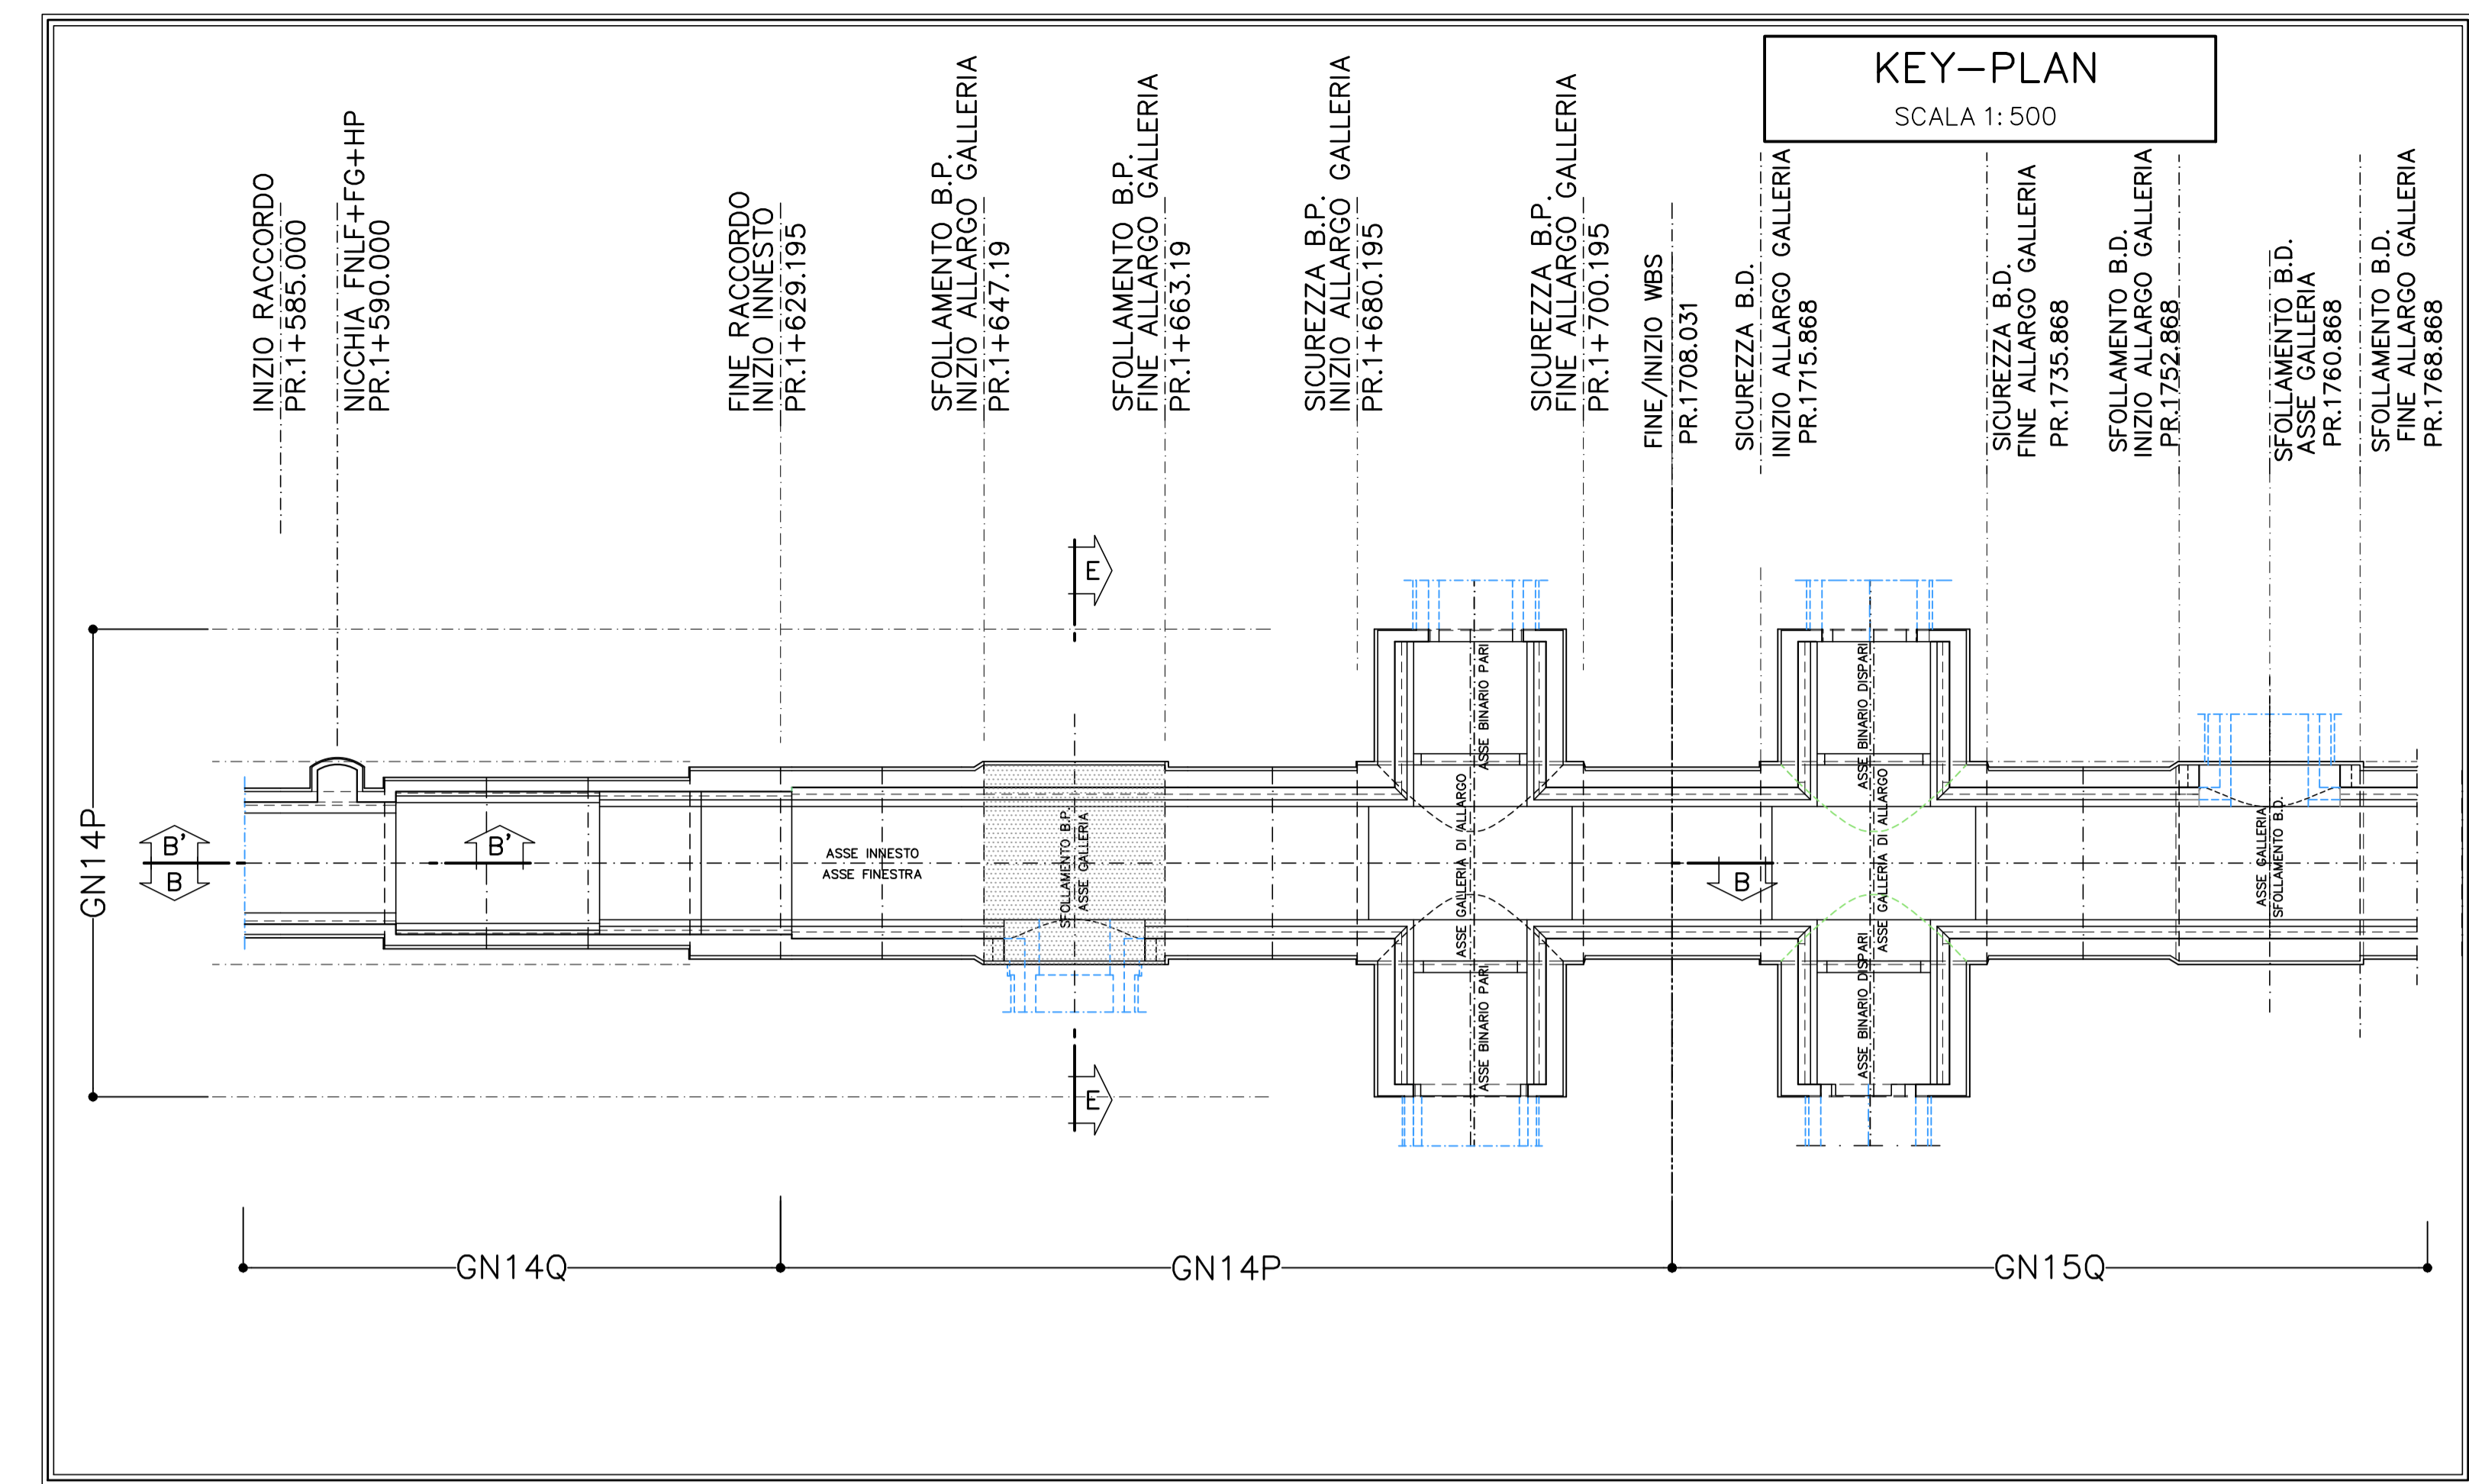 KEY-PLAN
SCALA 1:500
INIZIO RACCORDO
PR.1+585.000
NICCHIA FNLF+FG+HP
PR.1+590.000
FINE RACCORDO
INIZIO INNESTO
PR.1+629.195
SFOLLAMENTO B.P.
INIZIO ALLARGO GALLERIA
PR.1+647.19
SFOLLAMENTO B.P.
FINE ALLARGO GALLERIA
PR.1+663.19
SICUREZZA B.P.
INIZIO ALLARGO GALLERIA
PR.1+680.195
SICUREZZA B.P.
FINE ALLARGO GALLERIA
PR.1+700.195
FINE/INIZIO WBS
PR.1708.031
SICUREZZA B.D.
INIZIO ALLARGO GALLERIA
PR.1715.868
SICUREZZA B.D.
FINE ALLARGO GALLERIA
PR.1735.868
SFOLLAMENTO B.D.
INIZIO ALLARGO GALLERIA
PR.1752.868
SFOLLAMENTO B.D.
ASSE GALLERIA
PR.1760.868
SFOLLAMENTO B.D.
FINE ALLARGO GALLERIA
PR.1768.868
E
ASSE BINARIO PARI
ASSE BINARIO DISPARI
GN14P
B'
B
B'
ASSE INNESTO
ASSE FINESTRA
SFOLLAMENTO B.P.
ASSE GALLERIA
ASSE GALLERIA DI ALLARGO
B
ASSE GALLERIA DI ALLARGO
ASSE GALLERIA
SFOLLAMENTO B.D.
ASSE BINARIO PARI
ASSE BINARIO DISPARI
E
GN14Q
GN14P
GN15Q